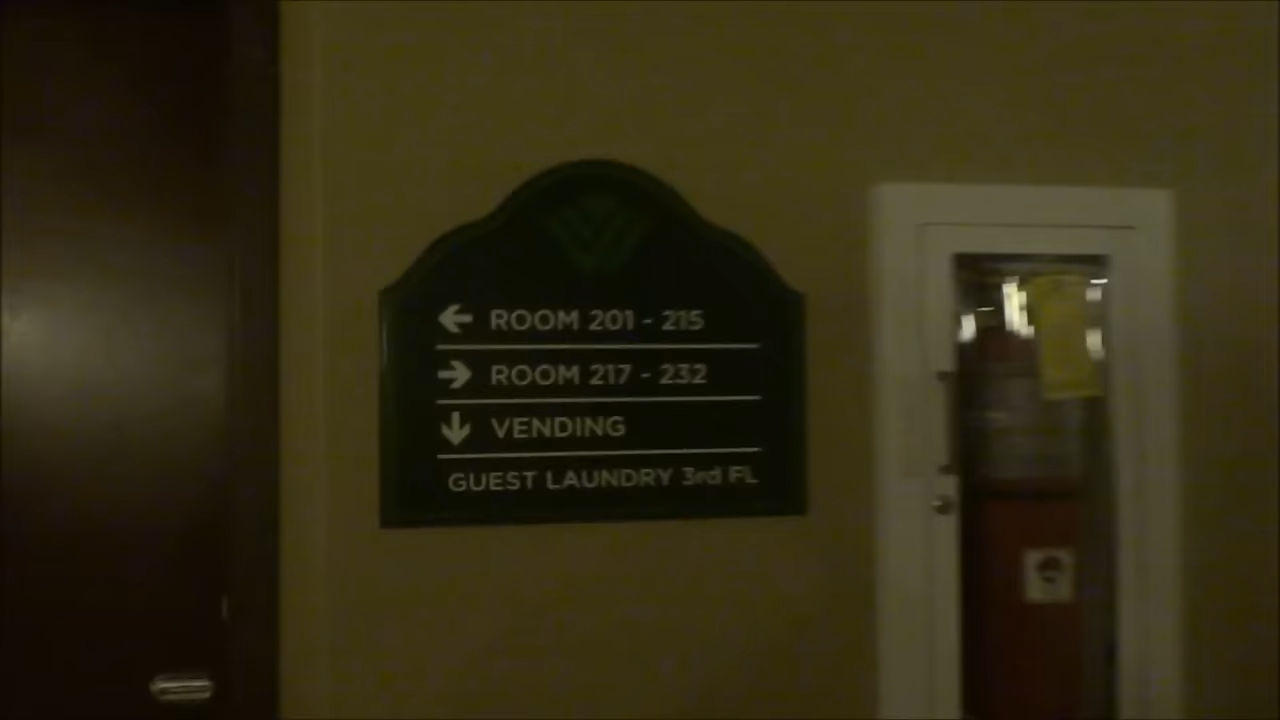 ROOM 201 - 215
ROOM 217 - 232
VENDING
GUEST LAUNDRY 3rd FL